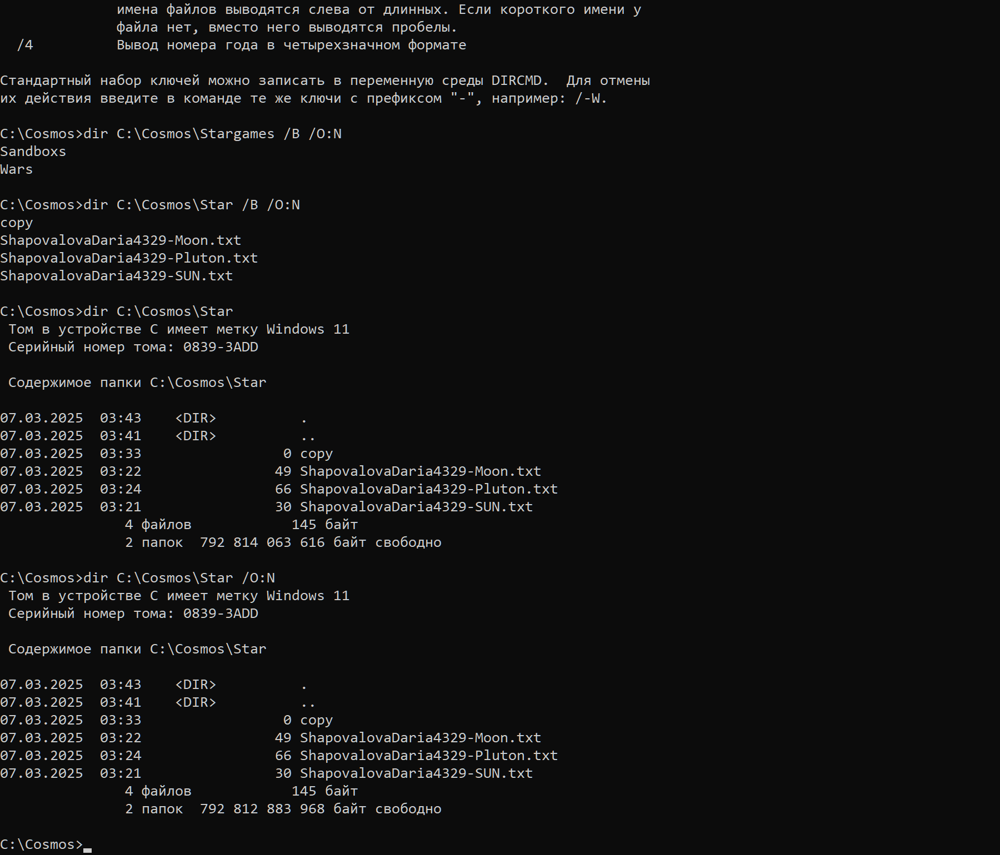 имена файлов выводятся слева от длинных. Если короткого имени у
файла нет, вместо него выводятся пробелы.
/4 Вывод номера года в четырехзначном формате
Стандартный набор ключей можно записать в переменную среды DIRCMD.  Для отмены
их действия введите в команде те же ключи с префиксом "-", например: /-W.
C:\Cosmos>dir C:\Cosmos\Stargames /B /O:N
Sandboxs
Wars
C:\Cosmos>dir C:\Cosmos\Star /B /O:N
copy
ShapovalovaDaria4329-Moon.txt
ShapovalovaDaria4329-Pluton.txt
ShapovalovaDaria4329-SUN.txt
C:\Cosmos>dir C:\Cosmos\Star
Том в устройстве C имеет метку Windows 11
Серийный номер тома: 0839-3ADD
Содержимое папки C:\Cosmos\Star
07.03.2025  03:43    <DIR>          .
07.03.2025  03:41    <DIR>          ..
07.03.2025  03:33                 0 copy
07.03.2025  03:22                49 ShapovalovaDaria4329-Moon.txt
07.03.2025  03:24                66 ShapovalovaDaria4329-Pluton.txt
07.03.2025  03:21                30 ShapovalovaDaria4329-SUN.txt
4 файлов            145 байт
2 папок  792 814 063 616 байт свободно
C:\Cosmos>dir C:\Cosmos\Star /O:N
Том в устройстве C имеет метку Windows 11
Серийный номер тома: 0839-3ADD
Содержимое папки C:\Cosmos\Star
07.03.2025  03:43    <DIR>          .
07.03.2025  03:41    <DIR>          ..
07.03.2025  03:33                 0 copy
07.03.2025  03:22                49 ShapovalovaDaria4329-Moon.txt
07.03.2025  03:24                66 ShapovalovaDaria4329-Pluton.txt
07.03.2025  03:21                30 ShapovalovaDaria4329-SUN.txt
4 файлов            145 байт
2 папок  792 812 883 968 байт свободно
C:\Cosmos>